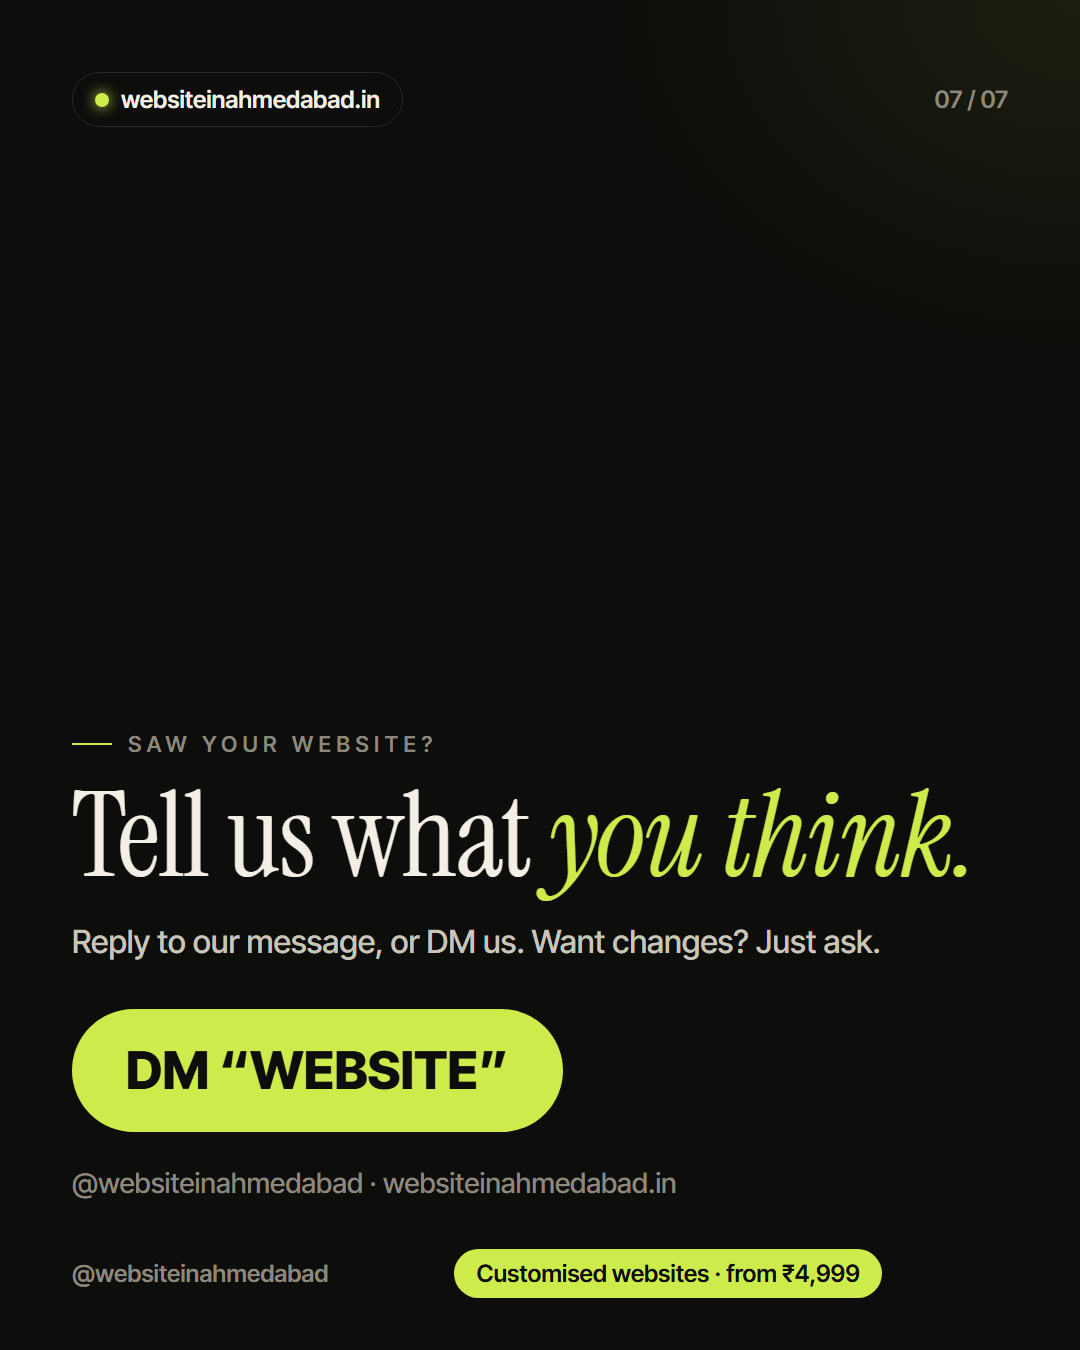 websiteinahmedabad.in
07 / 07
SAW YOUR WEBSITE?
Tell us what you think.
Reply to our message, or DM us. Want changes? Just ask.
DM “WEBSITE”
@websiteinahmedabad · websiteinahmedabad.in
@websiteinahmedabad
Customised websites · from ₹4,999